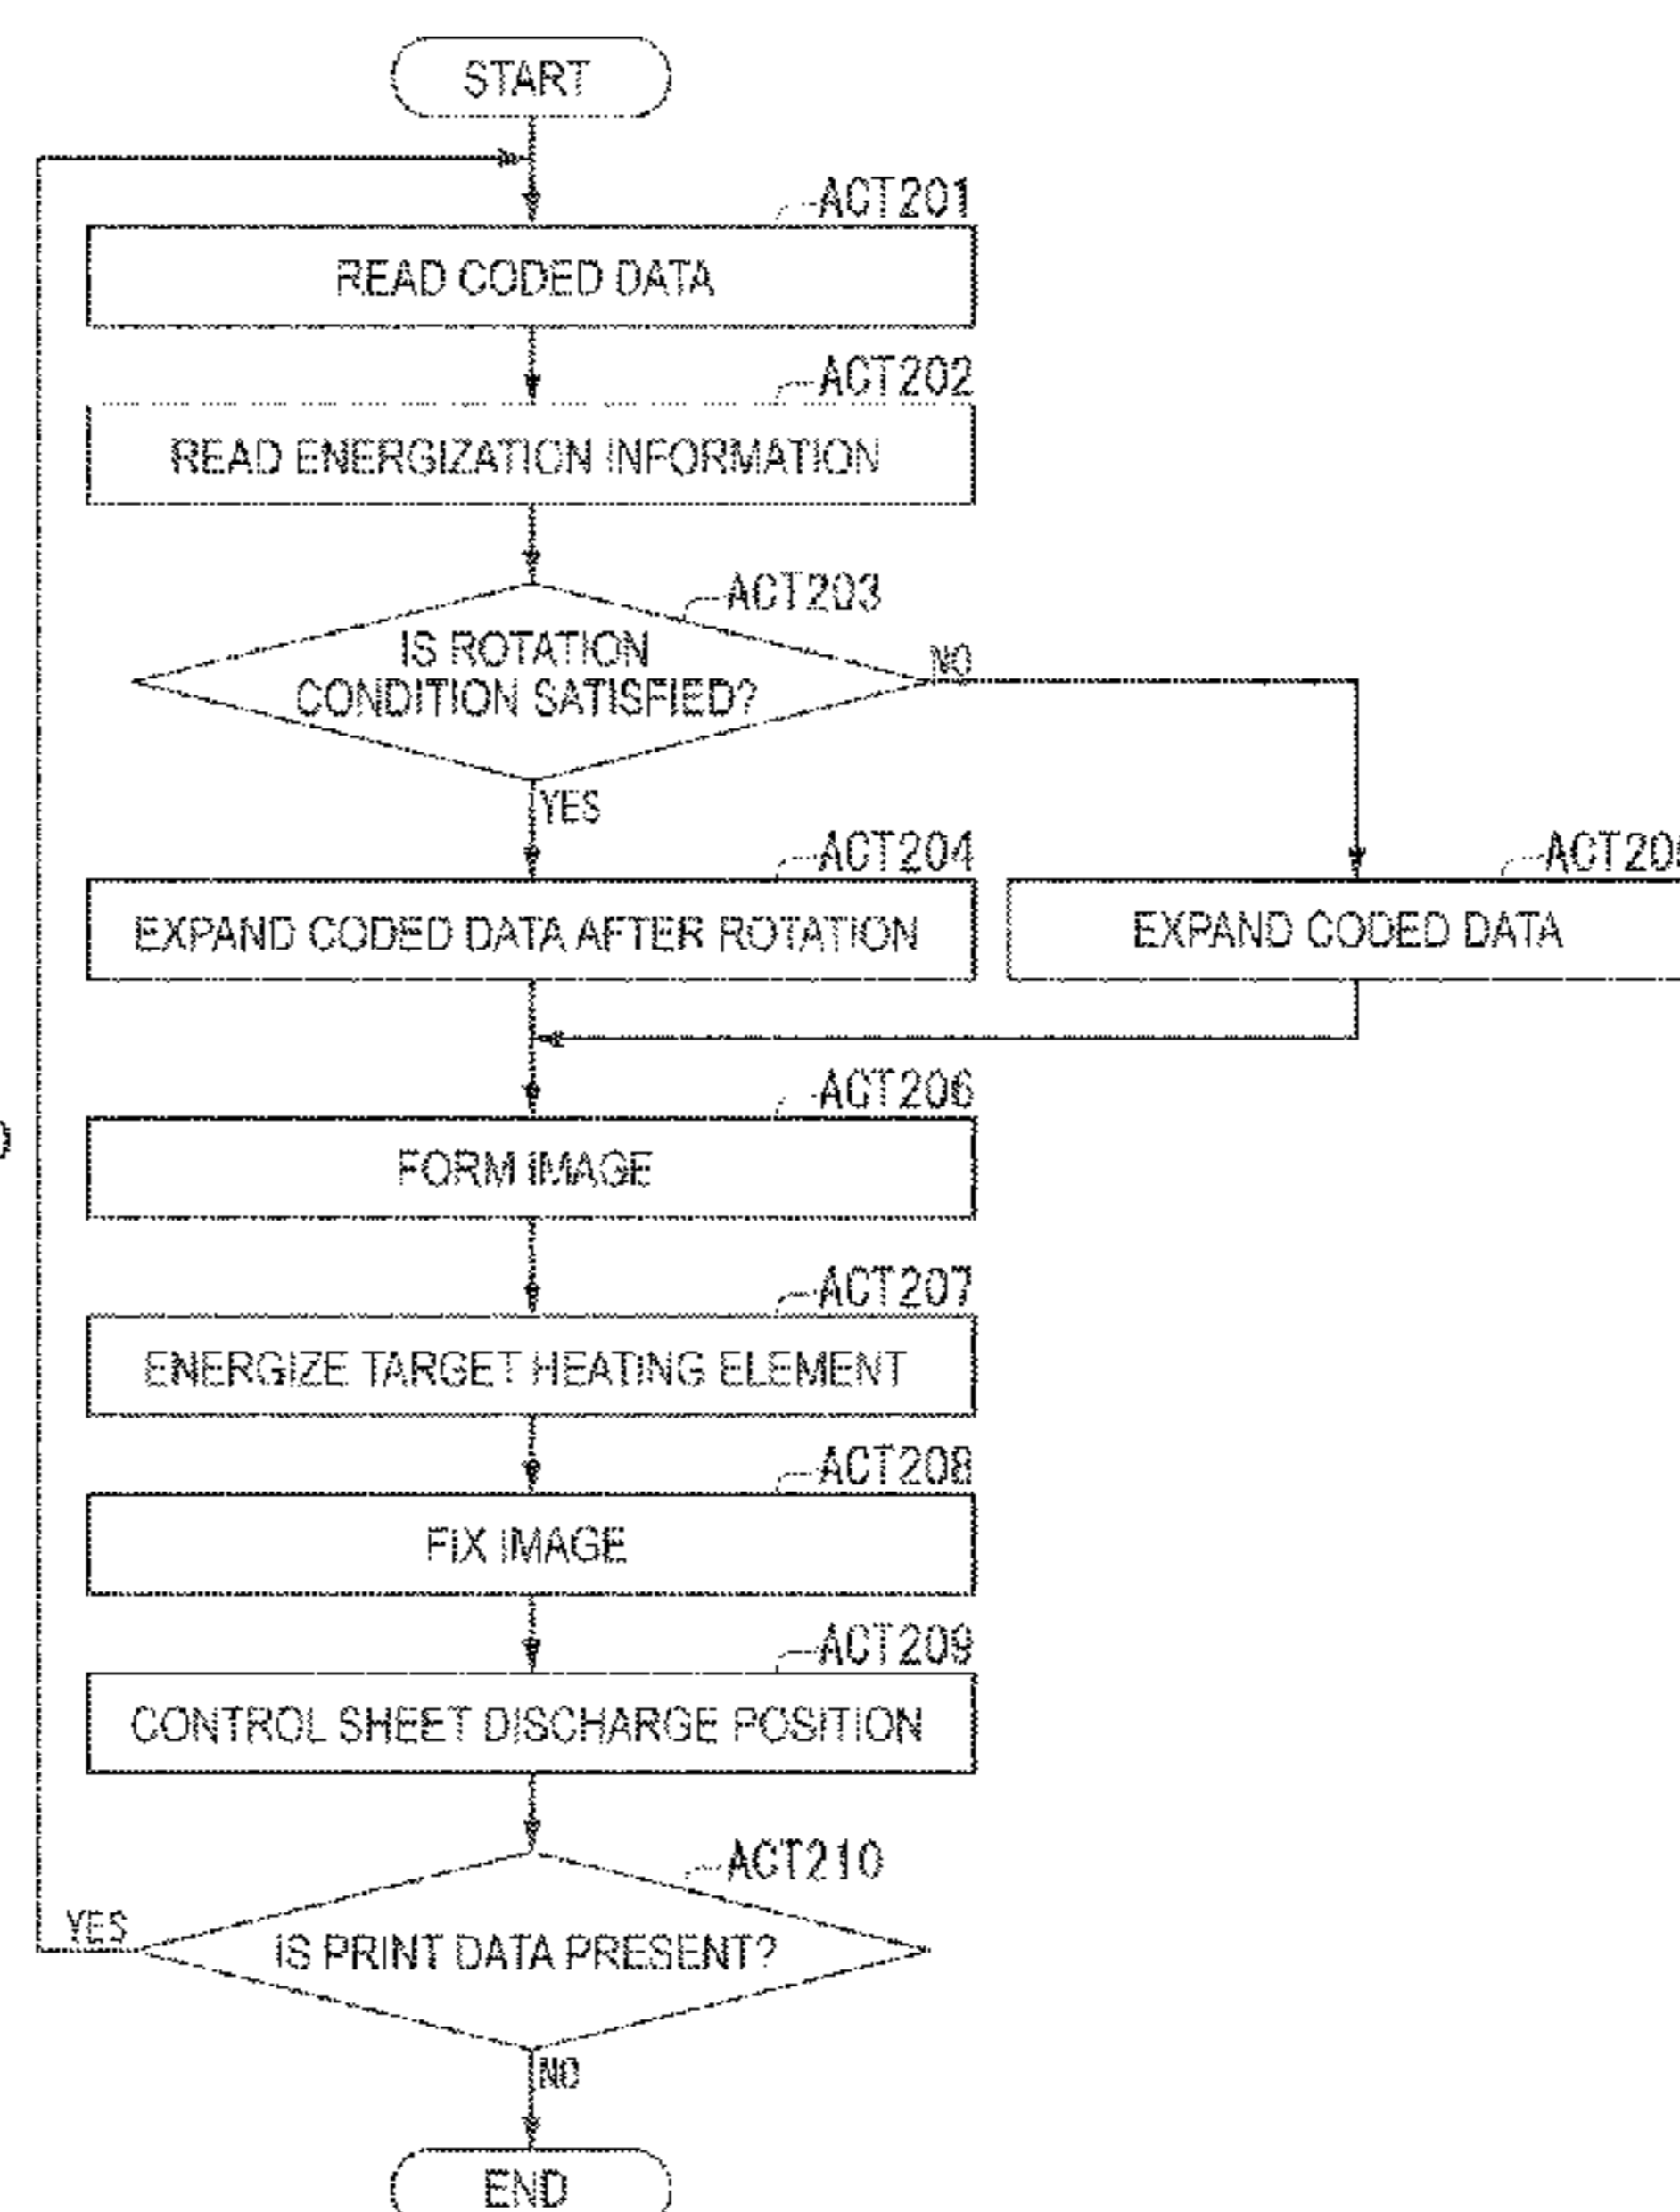 START
ACT201
READ CODED DATA
ACT202
READ ENERGIZATION INFORMATION
ACT203
IS ROTATION
CONDITION SATISFIED?
NO
YES
ACT204
EXPAND CODED DATA AFTER ROTATION
EXPAND CODED DATA
ACT206
FORM IMAGE
ACT207
ENERGIZE TARGET HEATING ELEMENT
ACT208
FIX IMAGE
ACT209
CONTROL SHEET DISCHARGE POSITION
ACT210
YES
IS PRINT DATA PRESENT?
NO
END